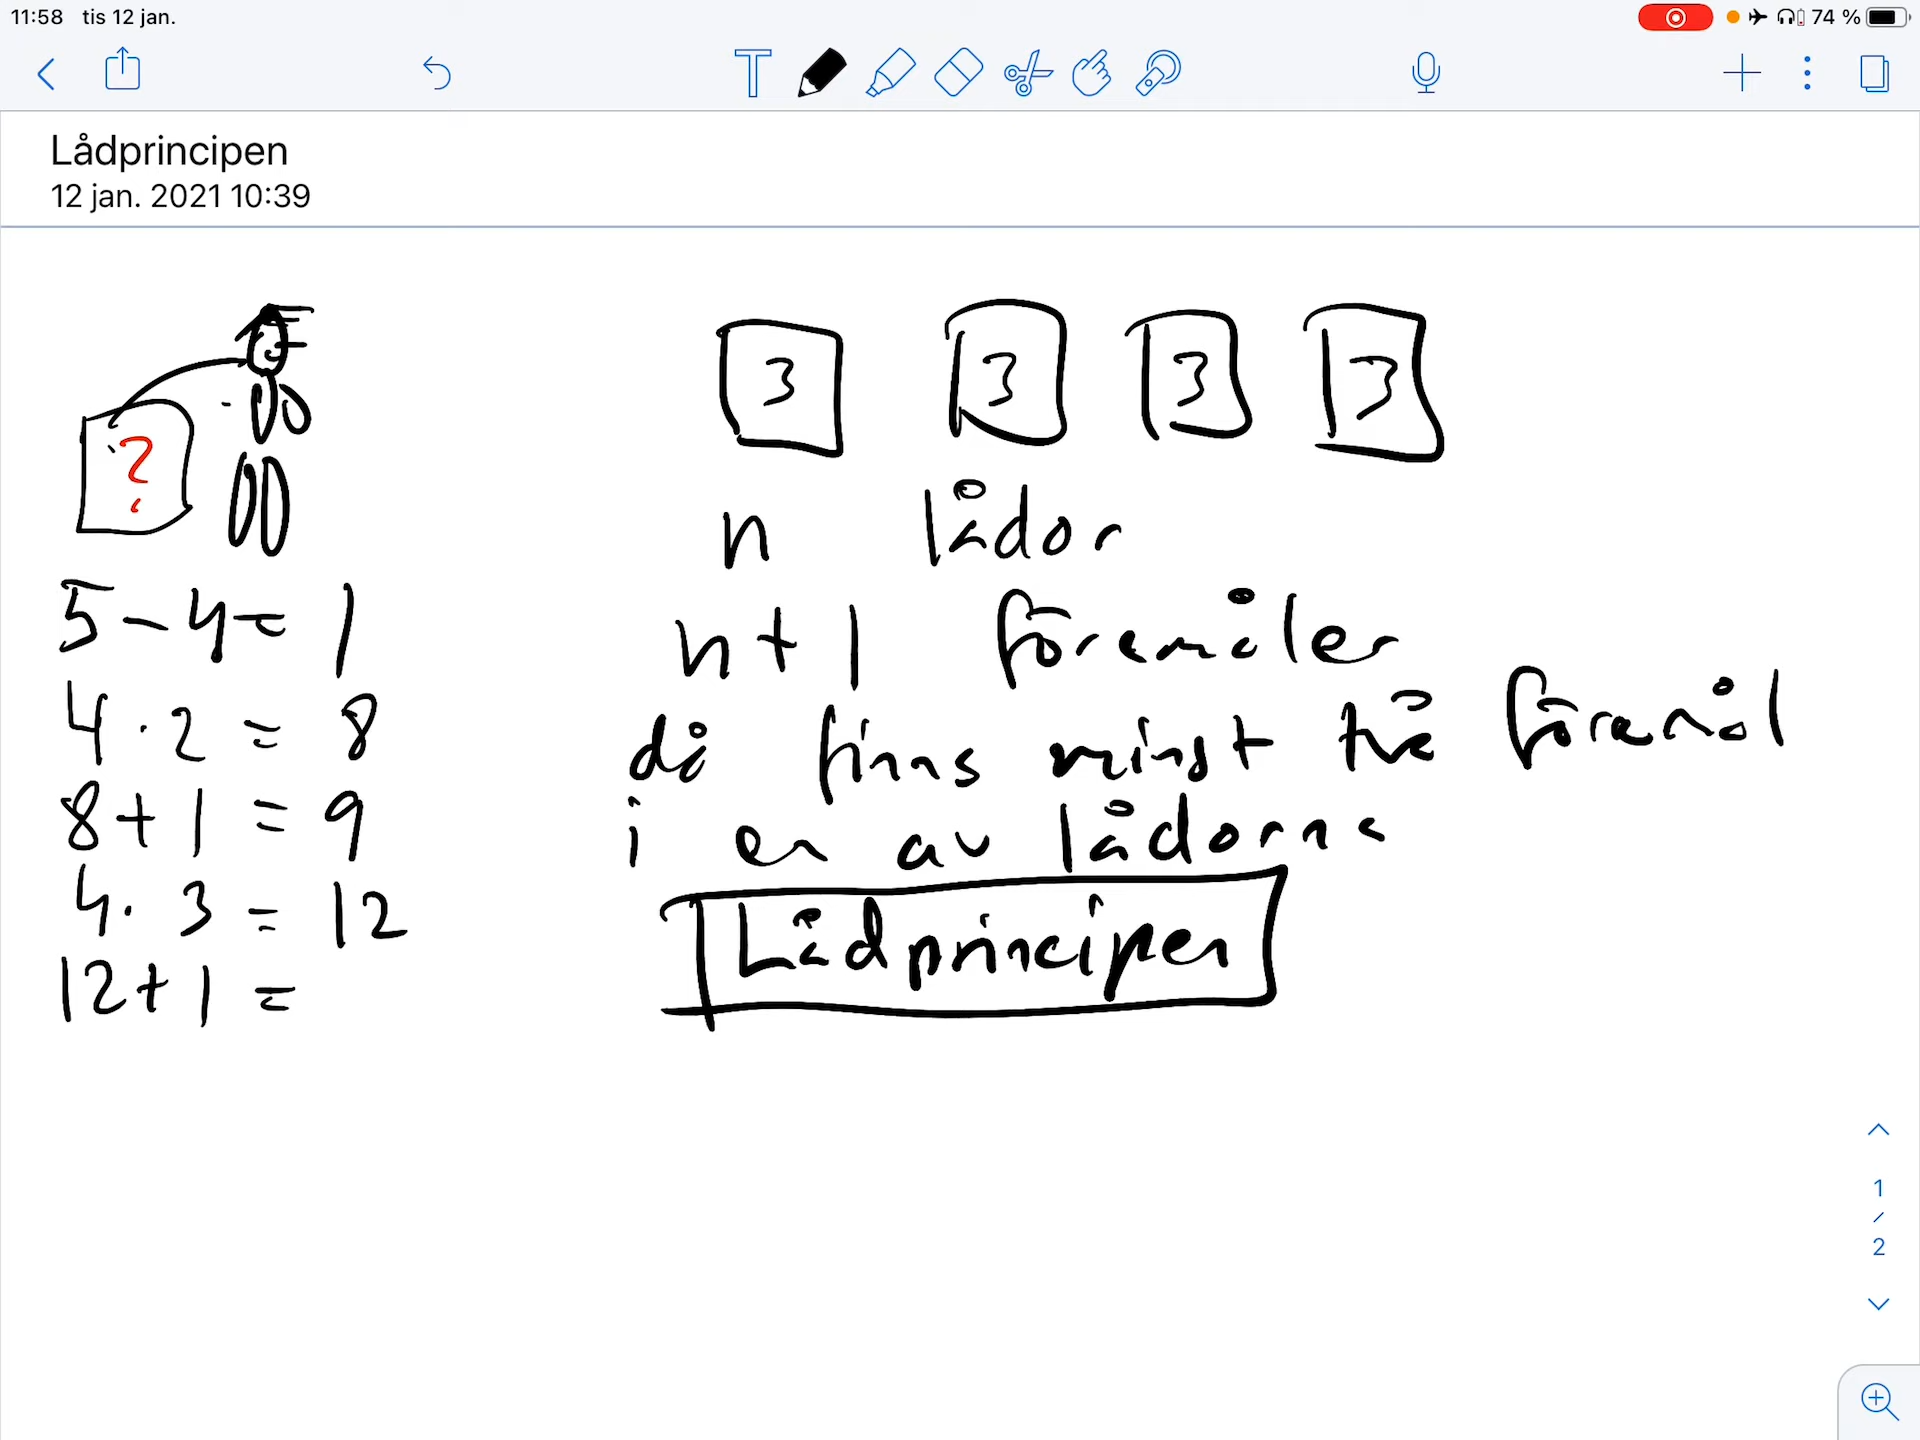 11:58 tis 12 jan.
74 %
T
Lådprincipen
12 jan. 2021 10:39
?
3 3 3 3
n lådor
n+1 föremåler
då finns minst två föremål
i en av lådorna
Lådprincipen
5-4= 1
4·2 = 8
8+1 = 9
4·3 = 12
12+1 =
1
/
2